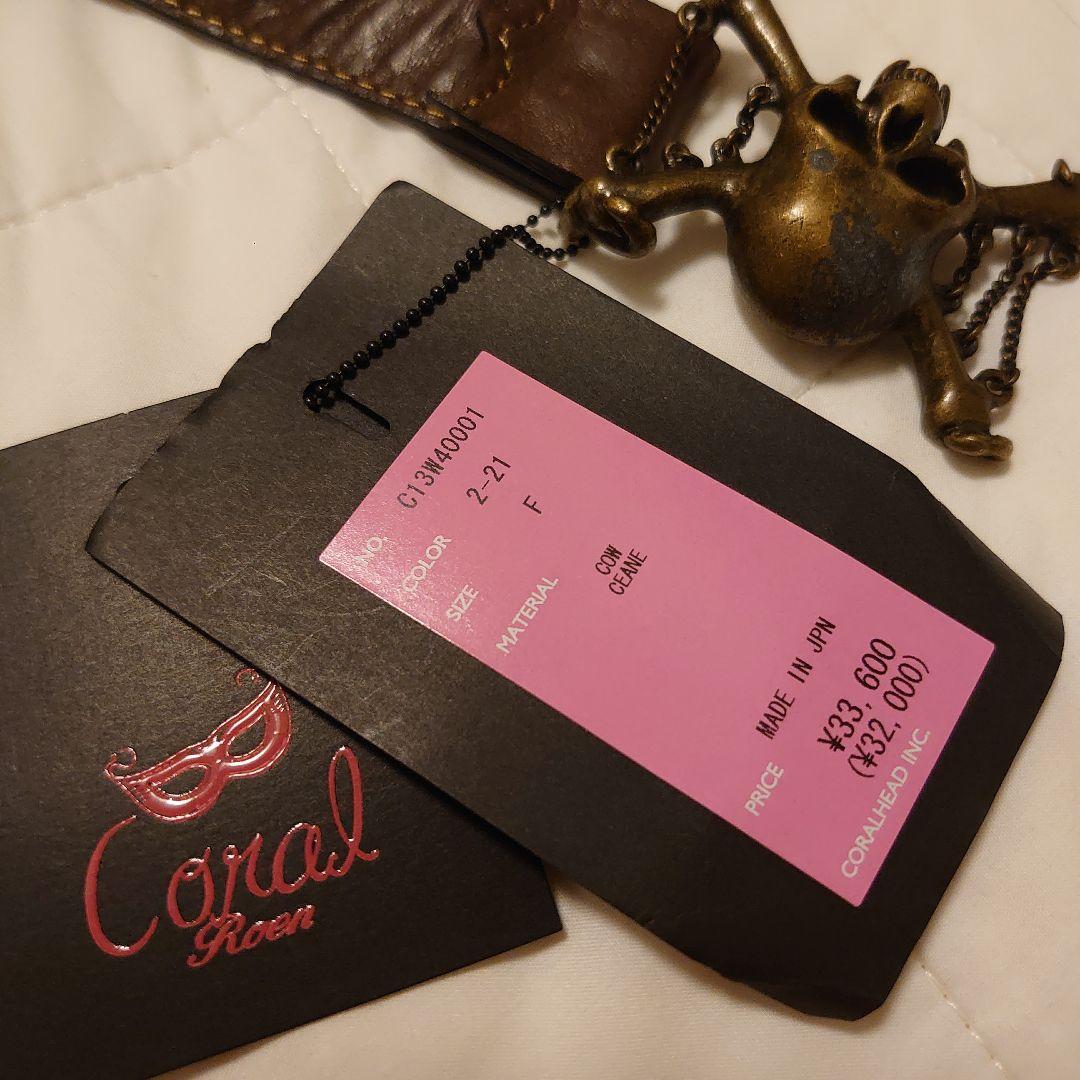 NO. C13W40001
COLOR 2-21
SIZE F
MATERIAL COW
CEANE
MADE IN JPN
PRICE ¥33,600
(¥32,000)
CORALHEAD INC.
Coral
Roen